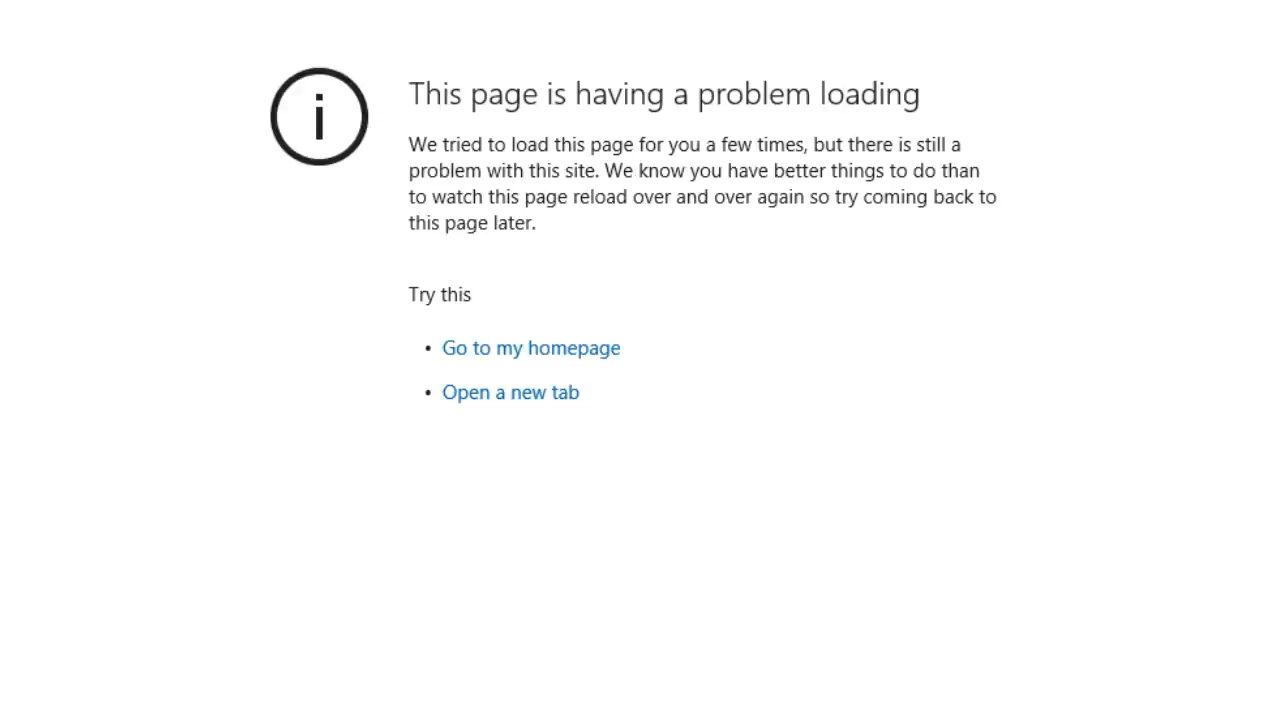 i
This page is having a problem loading
We tried to load this page for you a few times, but there is still a
problem with this site. We know you have better things to do than
to watch this page reload over and over again so try coming back to
this page later.
Try this
• Go to my homepage
• Open a new tab